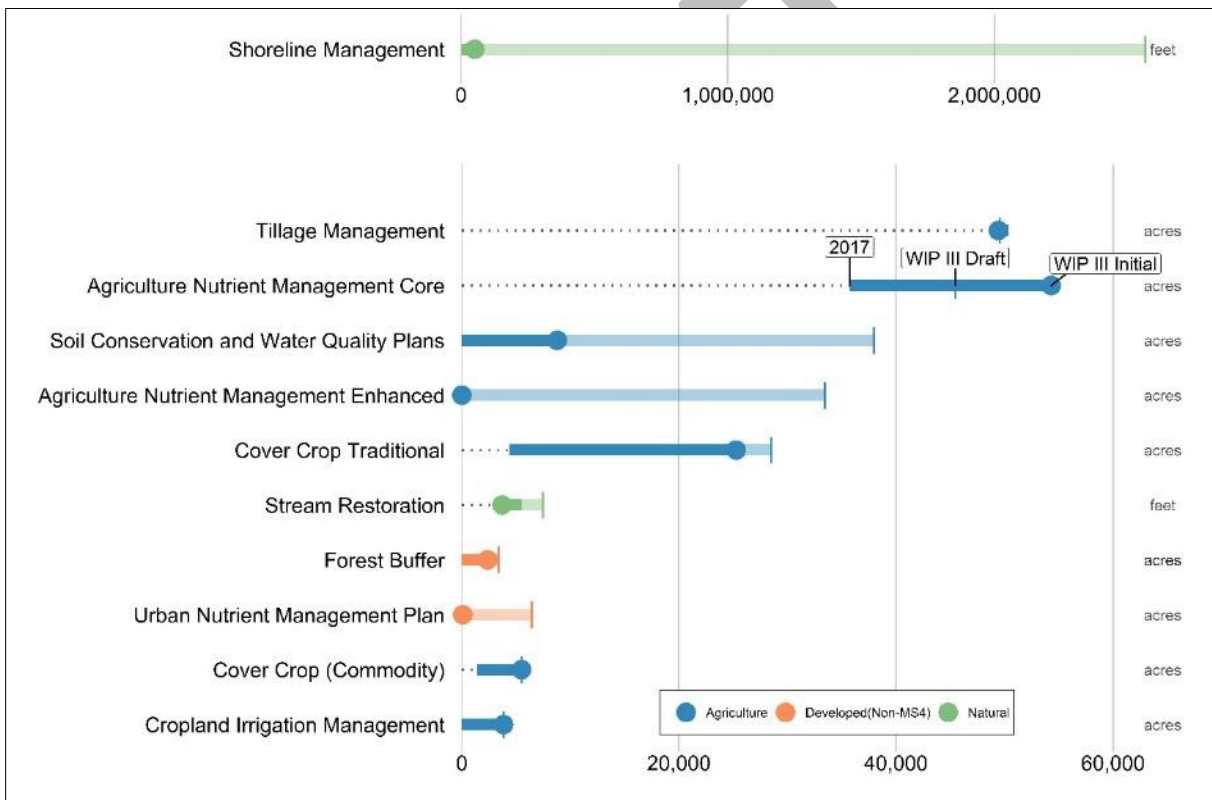 Shoreline Management
feet
0 1,000,000 2,000,000
Tillage Management
acres
2017
WIP III Draft
WIP III Initial
Agriculture Nutrient Management Core
acres
Soil Conservation and Water Quality Plans
acres
Agriculture Nutrient Management Enhanced
acres
Cover Crop Traditional
acres
Stream Restoration
feet
Forest Buffer
acres
Urban Nutrient Management Plan
acres
Cover Crop (Commodity)
acres
Agriculture Developed(Non-MS4) Natural
Cropland Irrigation Management
acres
0 20,000 40,000 60,000